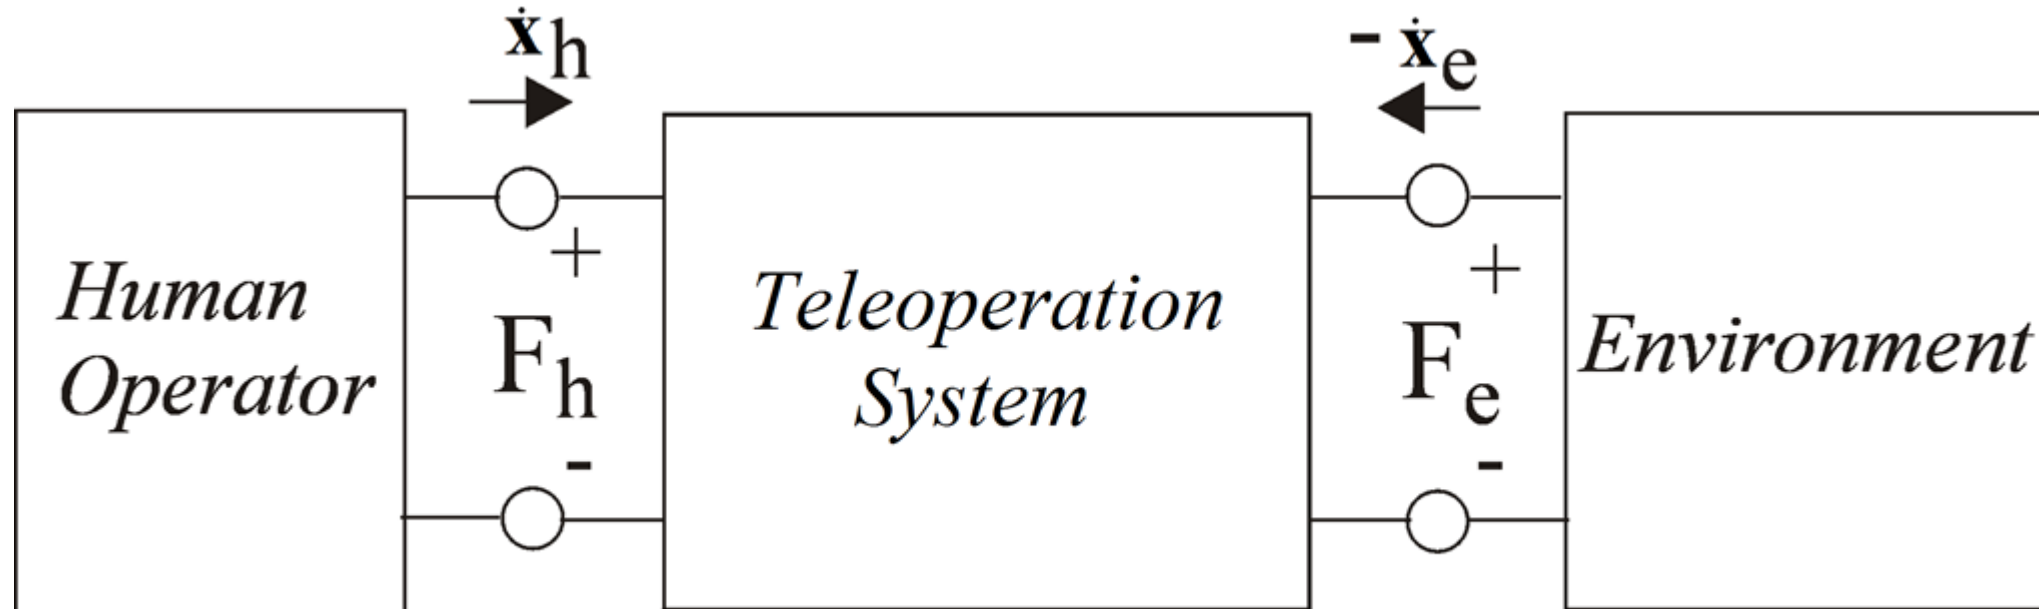 ẋh
- ẋe
Human
Operator
+
Fh
-
Teleoperation
System
+
Fe
-
Environment